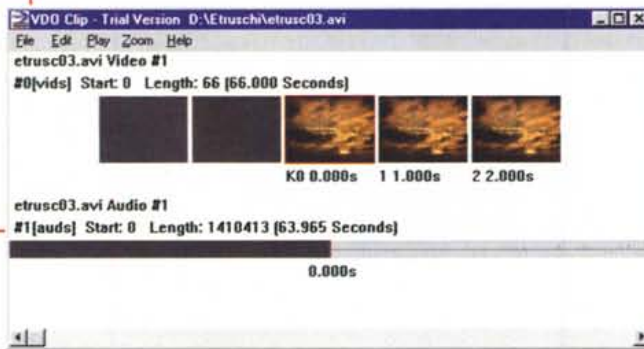 VDO Clip - Trial Version D:\Etruschi\etrusc03.avi
File Edit Play Zoom Help
etrusc03.avi Video #1
#0[vids] Start: 0 Length: 66 [66.000 Seconds]
K0 0.000s 1 1.000s 2 2.000s
etrusc03.avi Audio #1
#1[auds] Start: 0 Length: 1410413 [63.965 Seconds]
0.000s